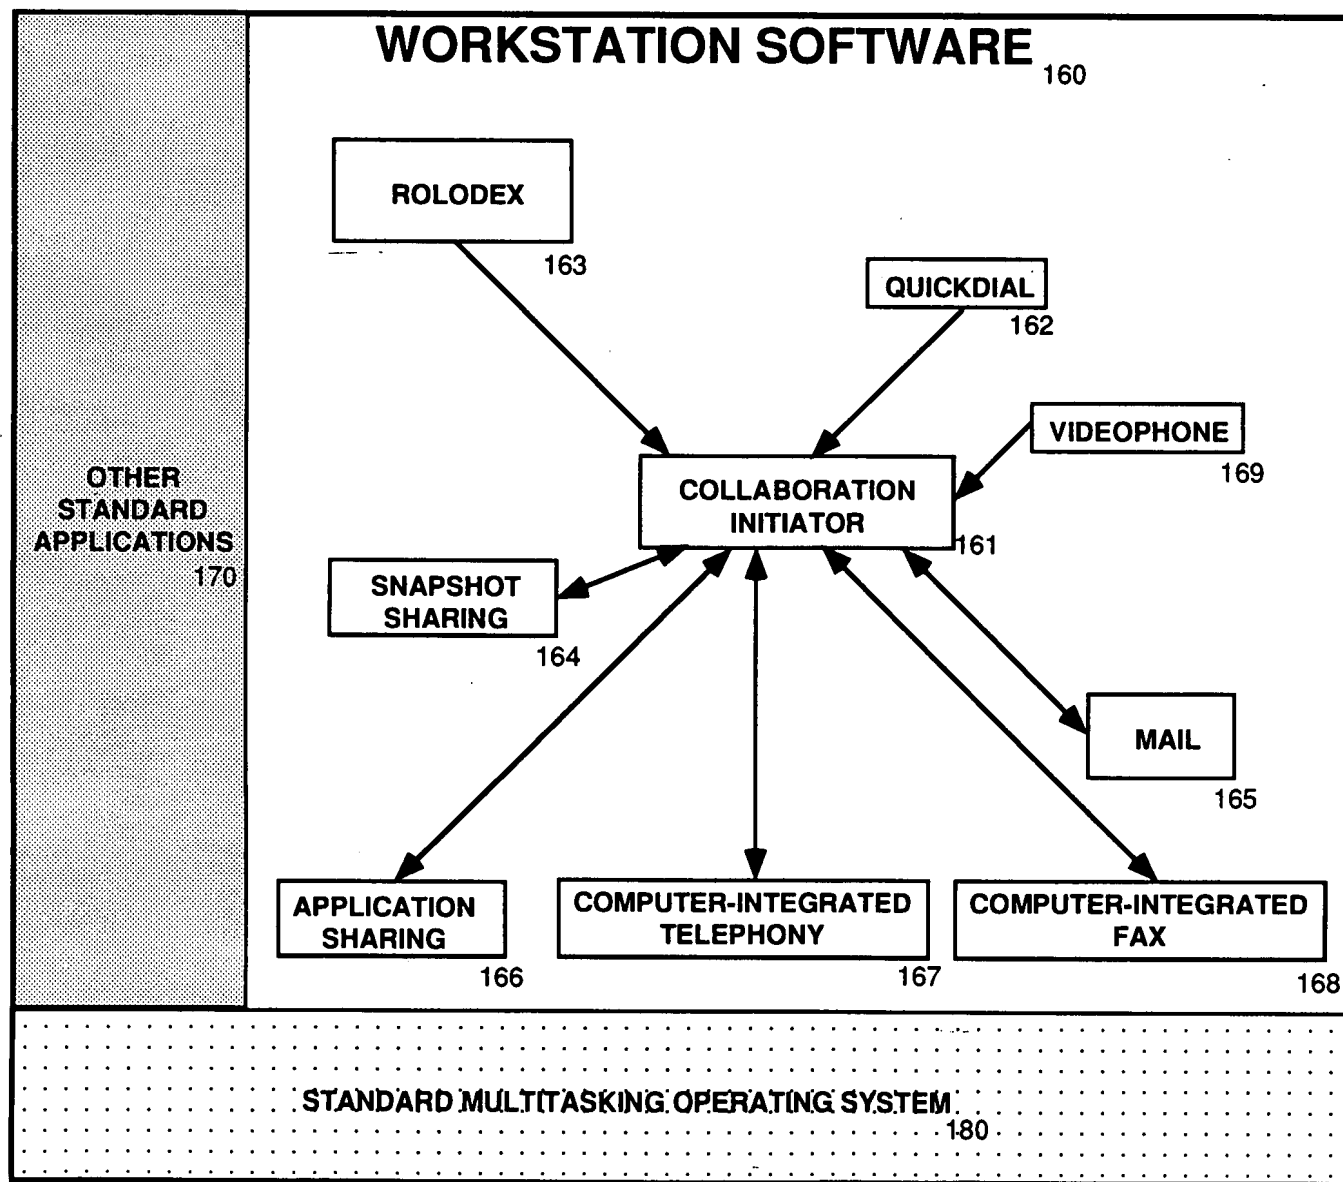 WORKSTATION SOFTWARE
160
ROLODEX
163
QUICKDIAL
162
VIDEOPHONE
169
COLLABORATION
INITIATOR
161
OTHER
STANDARD
APPLICATIONS
170
SNAPSHOT
SHARING
164
MAIL
165
APPLICATION
SHARING
166
COMPUTER-INTEGRATED
TELEPHONY
167
COMPUTER-INTEGRATED
FAX
168
STANDARD MULTITASKING OPERATING SYSTEM
180